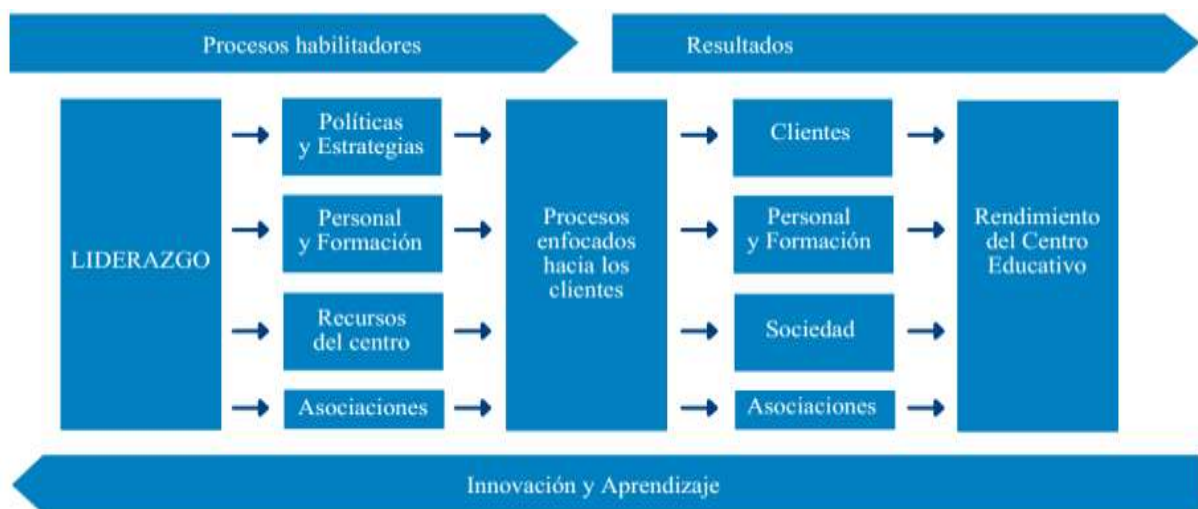 Procesos habilitadores
Resultados
LIDERAZGO
Políticas
y Estrategias
Personal
y Formación
Recursos
del centro
Asociaciones
Procesos
enfocados
hacia los
clientes
Clientes
Personal
y Formación
Sociedad
Asociaciones
Rendimiento
del Centro
Educativo
Innovación y Aprendizaje